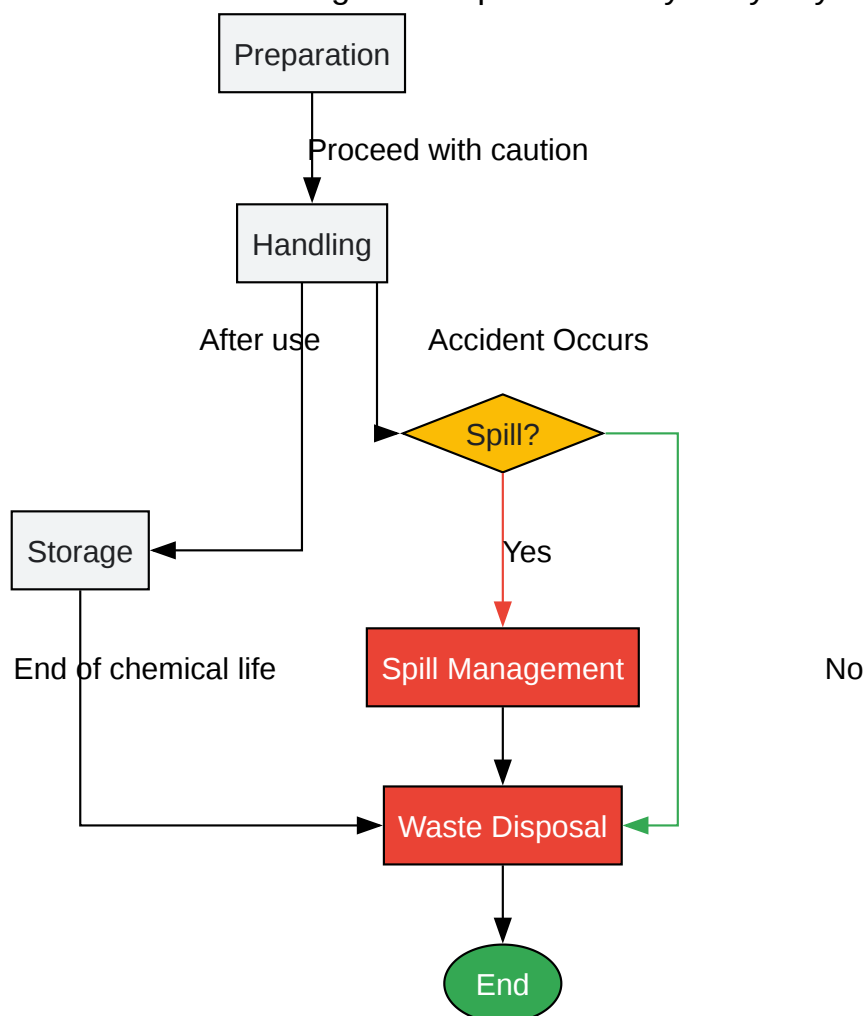 Preparation
Proceed with caution
Handling
After use
Accident Occurs
Spill?
Storage
Yes
End of chemical life
Spill Management
No
Waste Disposal
End